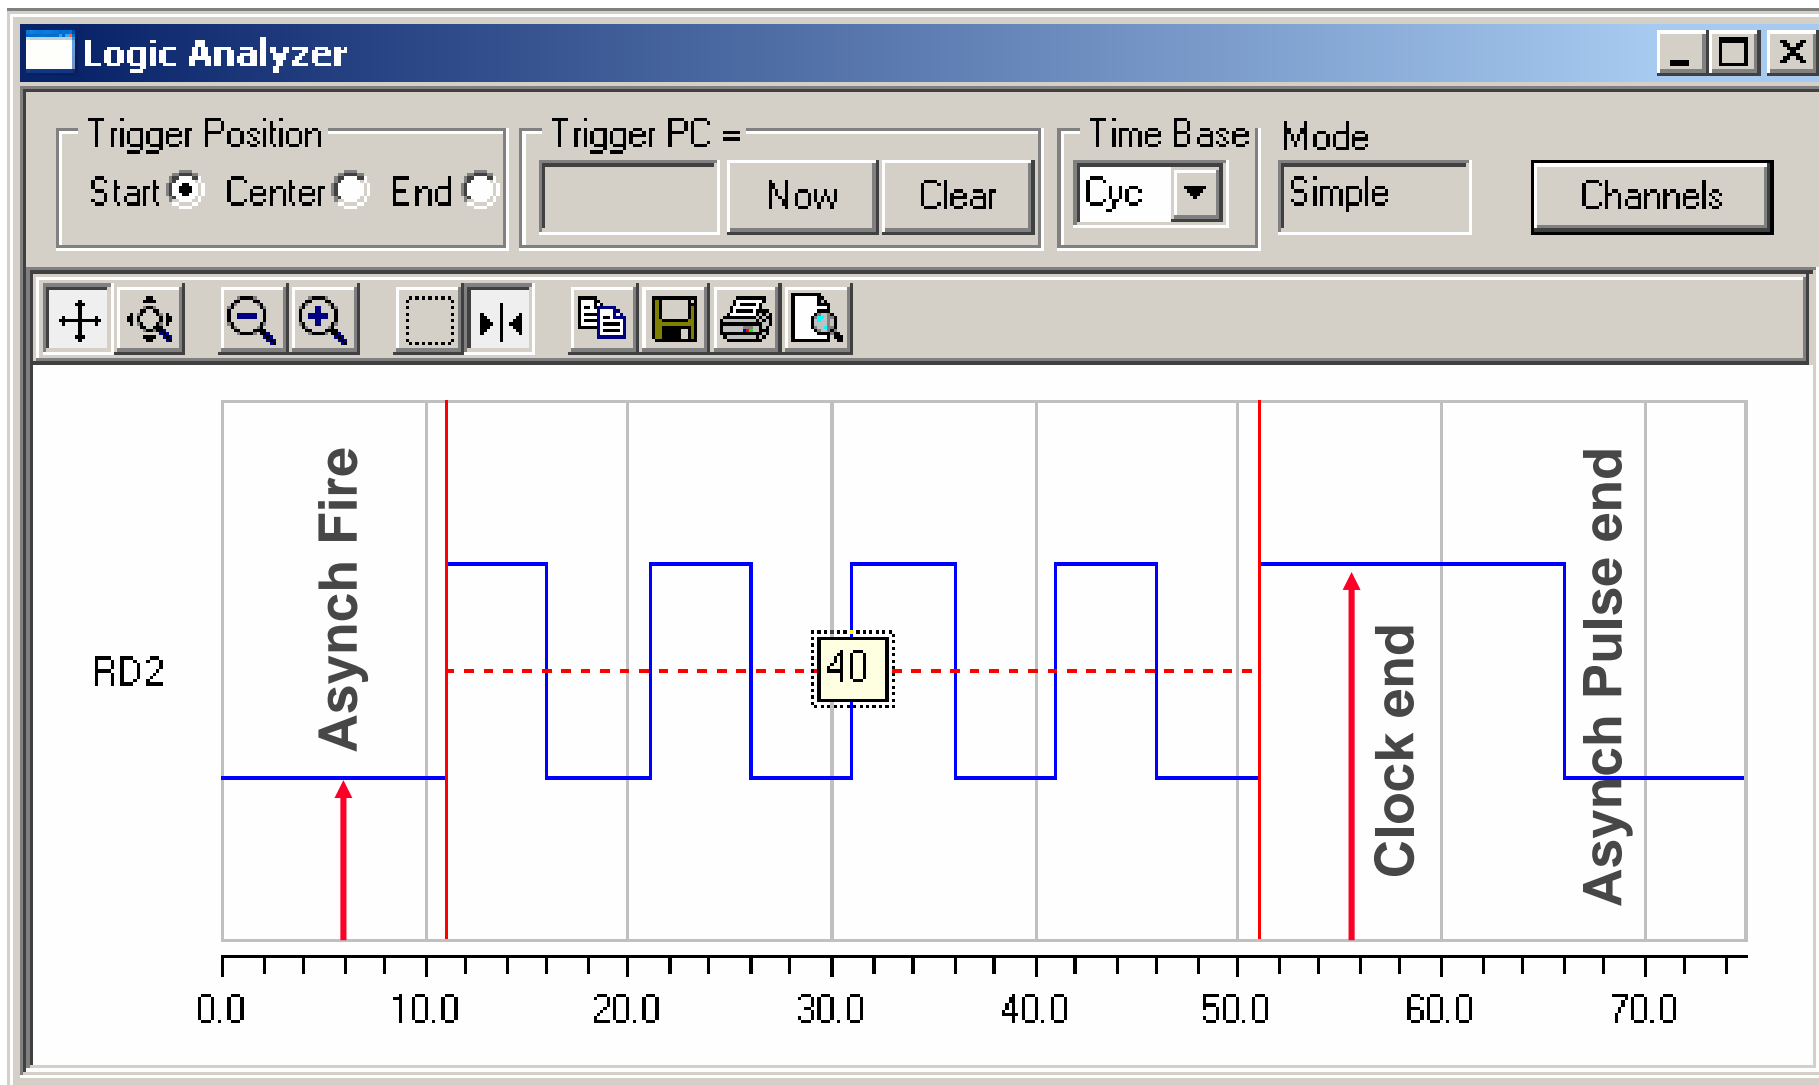 Logic Analyzer
Trigger Position
Start Center End
Trigger PC =
Now Clear
Time Base
Cyc
Mode
Simple
Channels
Asynch Fire
Clock end
Asynch Pulse end
RD2
40
0.0 10.0 20.0 30.0 40.0 50.0 60.0 70.0